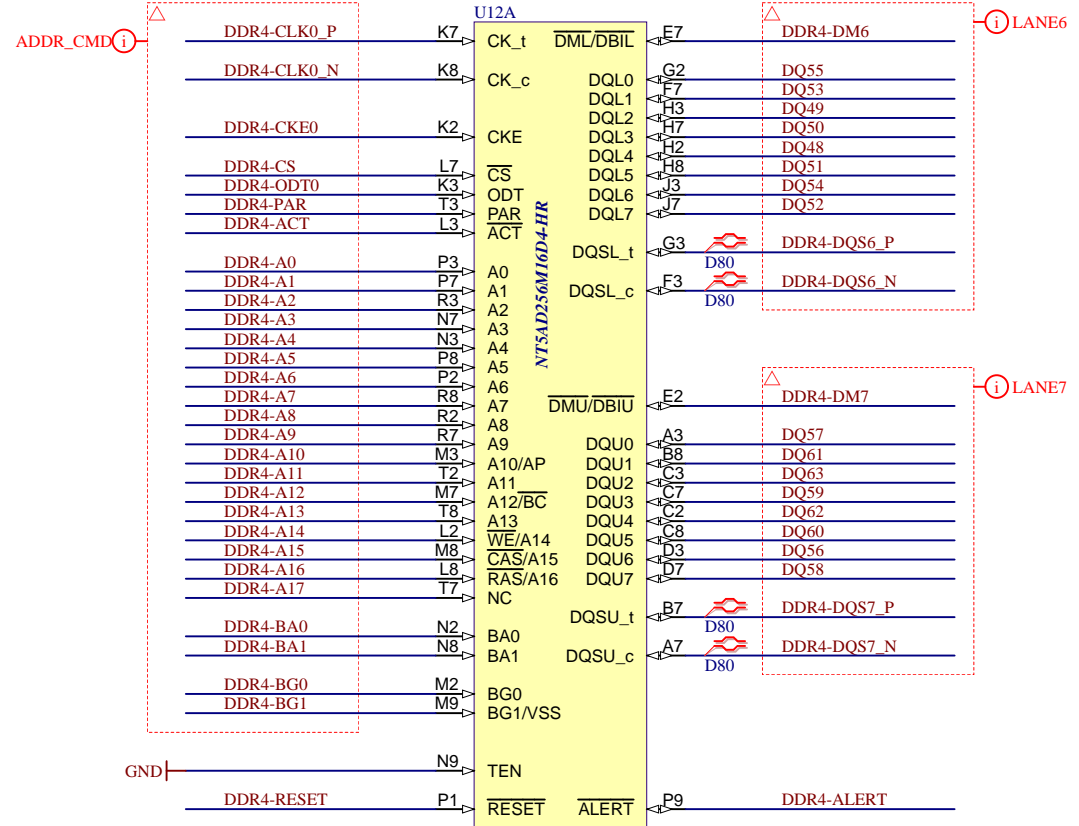 U12A
ADDR_CMD i
LANE6 i
DDR4-CLK0_P K7 CK_t DML/DBIL E7 DDR4-DM6
DDR4-CLK0_N K8 CK_c DQL0 G2 DQ55
DQL1 F7 DQ53
DQL2 H3 DQ49
DDR4-CKE0 K2 CKE DQL3 H7 DQ50
DQL4 H2 DQ48
DDR4-CS L7 CS DQL5 H8 DQ51
DDR4-ODT0 K3 ODT DQL6 J3 DQ54
DDR4-PAR T3 PAR DQL7 J7 DQ52
DDR4-ACT L3 ACT
NT5AD256M16D4-HR
DQSL_t G3 D80 DDR4-DQS6_P
DDR4-A0 P3 A0
DDR4-A1 P7 A1 DQSL_c F3 D80 DDR4-DQS6_N
DDR4-A2 R3 A2
DDR4-A3 N7 A3
DDR4-A4 N3 A4
DDR4-A5 P8 A5
DDR4-A6 P2 A6
i LANE7
DDR4-A7 R8 A7 DMU/DBIU E2 DDR4-DM7
DDR4-A8 R2 A8
DDR4-A9 R7 A9 DQU0 A3 DQ57
DDR4-A10 M3 A10/AP DQU1 B8 DQ61
DDR4-A11 T2 A11 DQU2 C3 DQ63
DDR4-A12 M7 A12/BC DQU3 C7 DQ59
DDR4-A13 T8 A13 DQU4 C2 DQ62
DDR4-A14 L2 WE/A14 DQU5 C8 DQ60
DDR4-A15 M8 CAS/A15 DQU6 D3 DQ56
DDR4-A16 L8 RAS/A16 DQU7 D7 DQ58
DDR4-A17 T7 NC
DQSU_t B7 D80 DDR4-DQS7_P
DDR4-BA0 N2 BA0
DDR4-BA1 N8 BA1 DQSU_c A7 D80 DDR4-DQS7_N
DDR4-BG0 M2 BG0
DDR4-BG1 M9 BG1/VSS
GND N9 TEN
DDR4-RESET P1 RESET ALERT P9 DDR4-ALERT